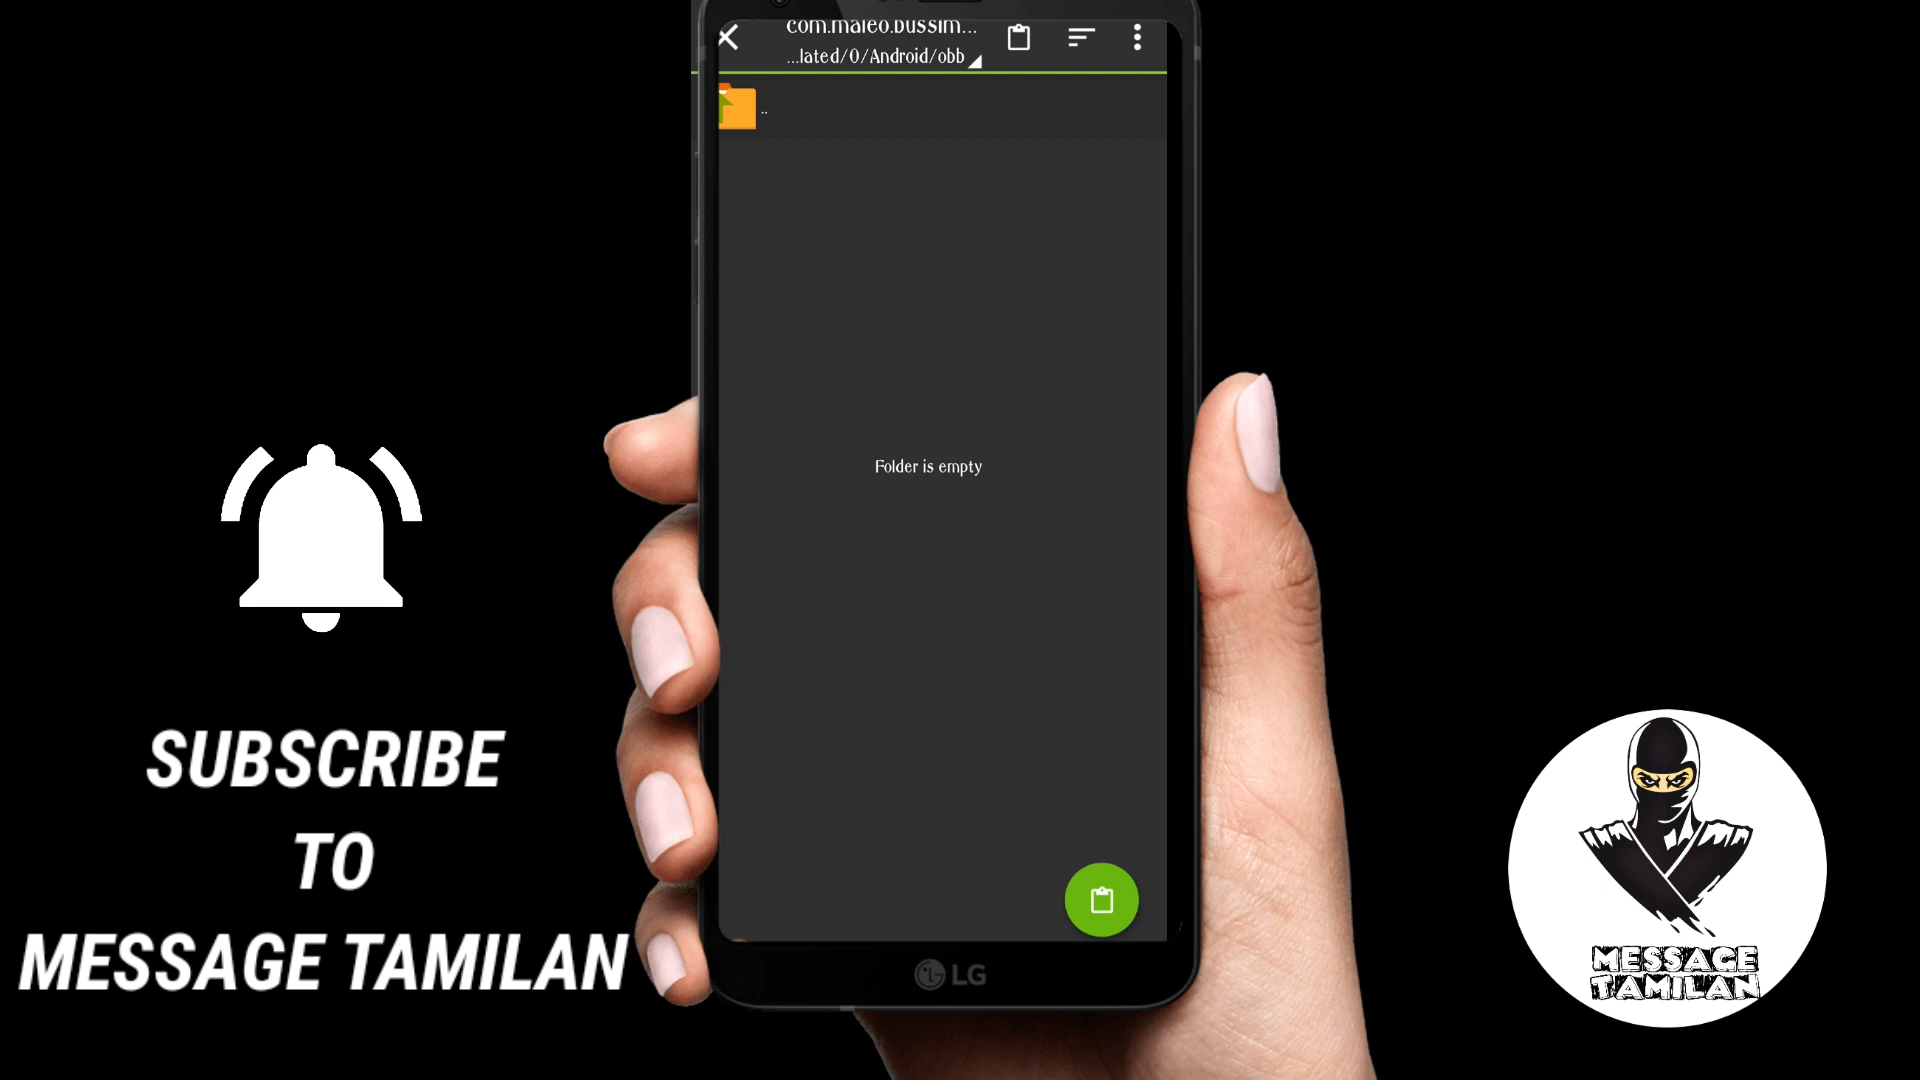 com.maleo.bussim...
...lated/0/Android/obb
..
Folder is empty
SUBSCRIBE
TO
MESSAGE TAMILAN
LG
MESSAGE
TAMILAN